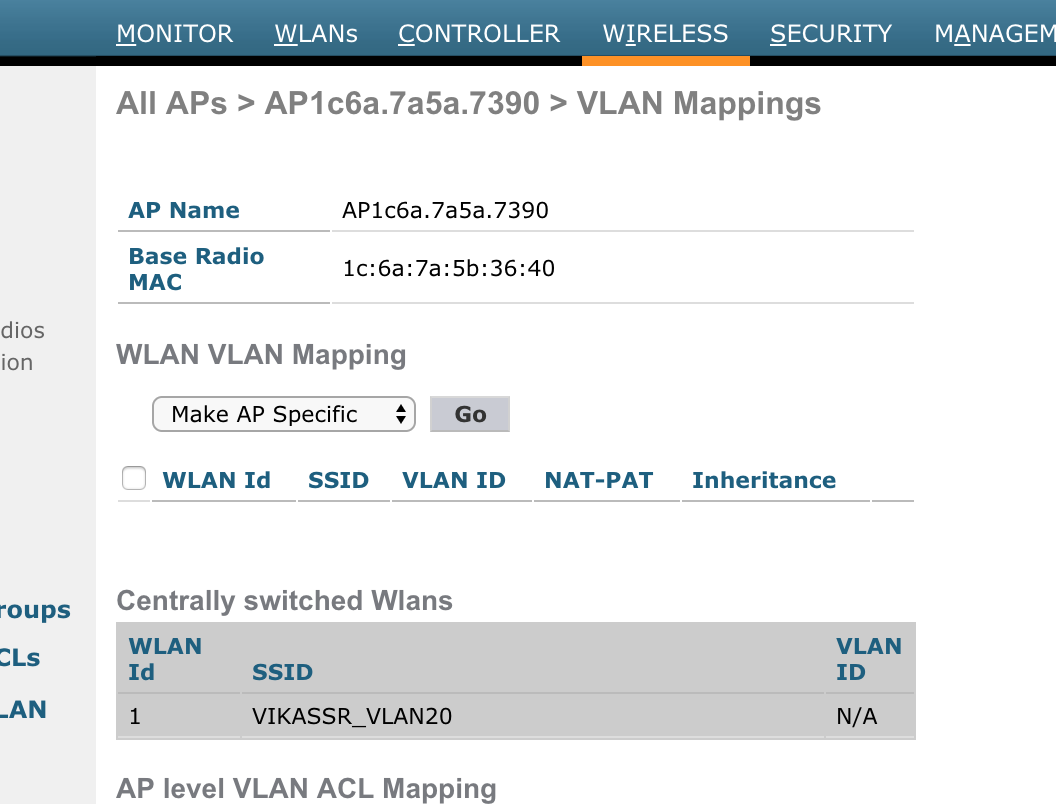 MONITOR WLANs CONTROLLER WIRELESS SECURITY MANAGEM
All APs > AP1c6a.7a5a.7390 > VLAN Mappings
AP Name AP1c6a.7a5a.7390
Base Radio
MAC 1c:6a:7a:5b:36:40
dios
ion
WLAN VLAN Mapping
Make AP Specific Go
WLAN Id SSID VLAN ID NAT-PAT Inheritance
Centrally switched Wlans
roups
WLAN
Id SSID VLAN
ID
CLs
1 VIKASSR_VLAN20 N/A
LAN
AP level VLAN ACL Mapping